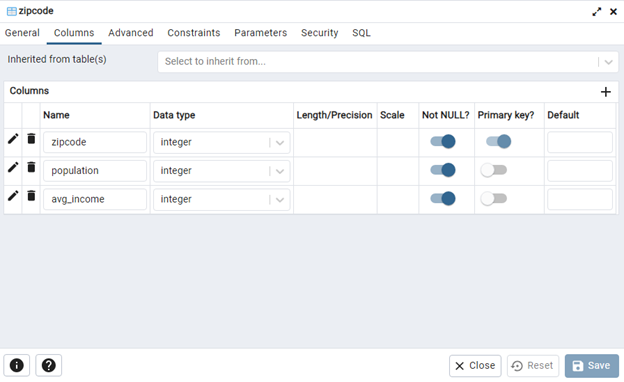 zipcode
General Columns Advanced Constraints Parameters Security SQL
Inherited from table(s) Select to inherit from...
Columns
Name Data type Length/Precision Scale Not NULL? Primary key? Default
zipcode integer
population integer
avg_income integer
Close Reset Save